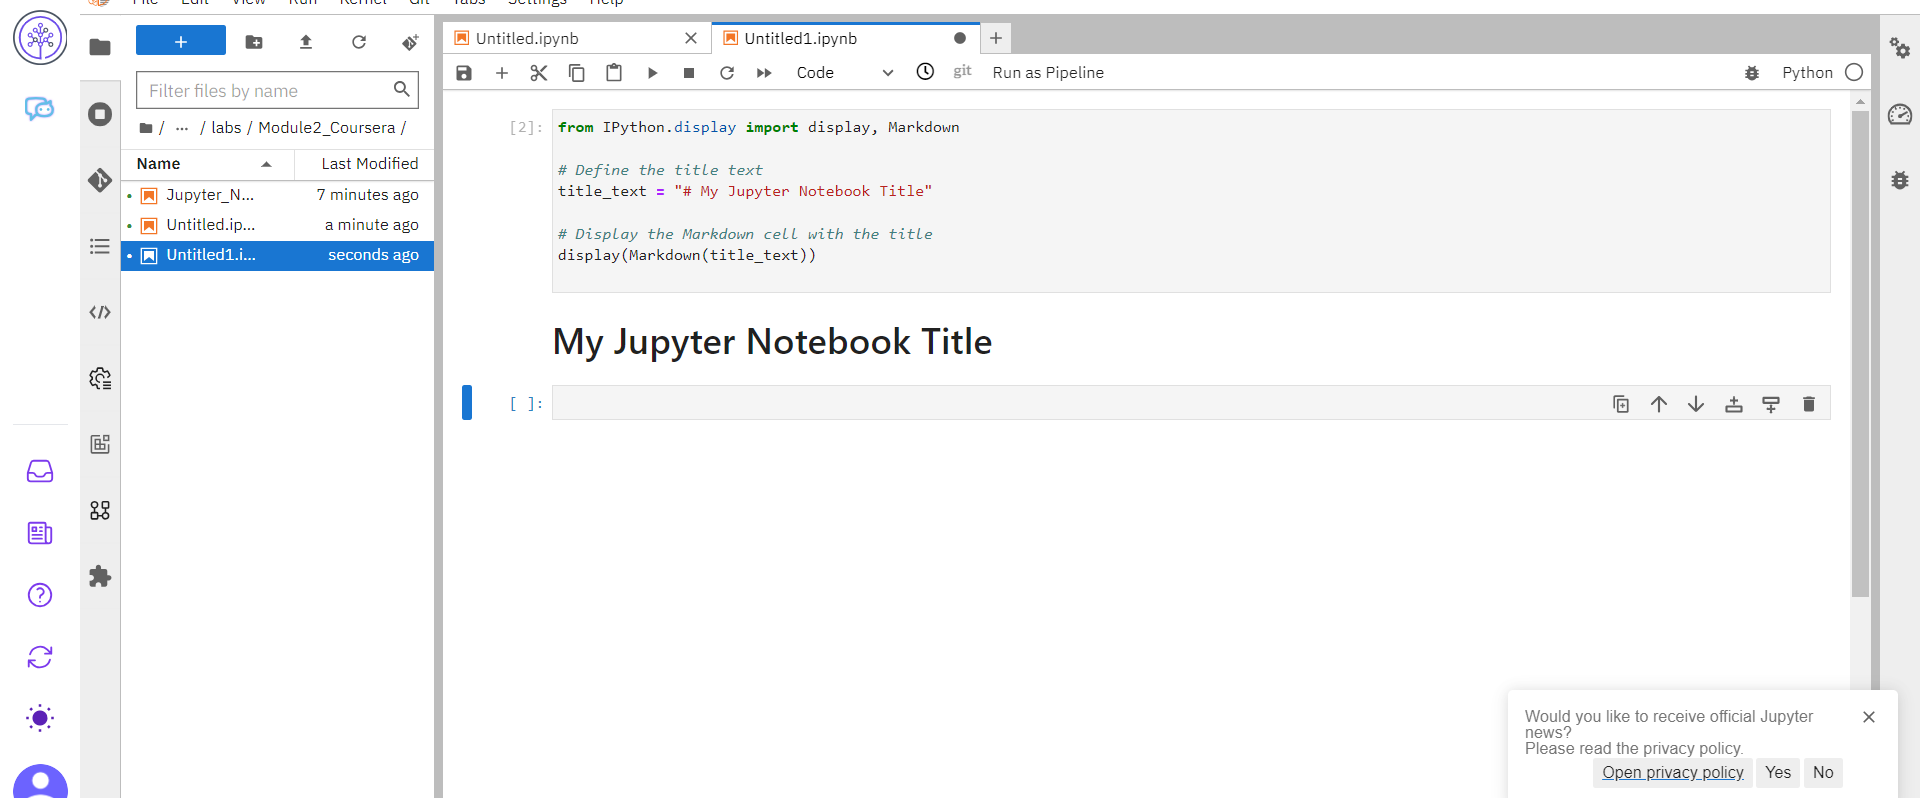 File Edit View Run Kernel Git Tabs Settings Help
+
Filter files by name
/ ... / labs / Module2_Coursera /
Name Last Modified
Jupyter_N... 7 minutes ago
Untitled.ip... a minute ago
Untitled1.i... seconds ago
Untitled.ipynb
Untitled1.ipynb
Code git Run as Pipeline Python
[2]: from IPython.display import display, Markdown
# Define the title text
title_text = "# My Jupyter Notebook Title"
# Display the Markdown cell with the title
display(Markdown(title_text))
My Jupyter Notebook Title
[ ]:
Would you like to receive official Jupyter
news?
Please read the privacy policy.
Open privacy policy Yes No